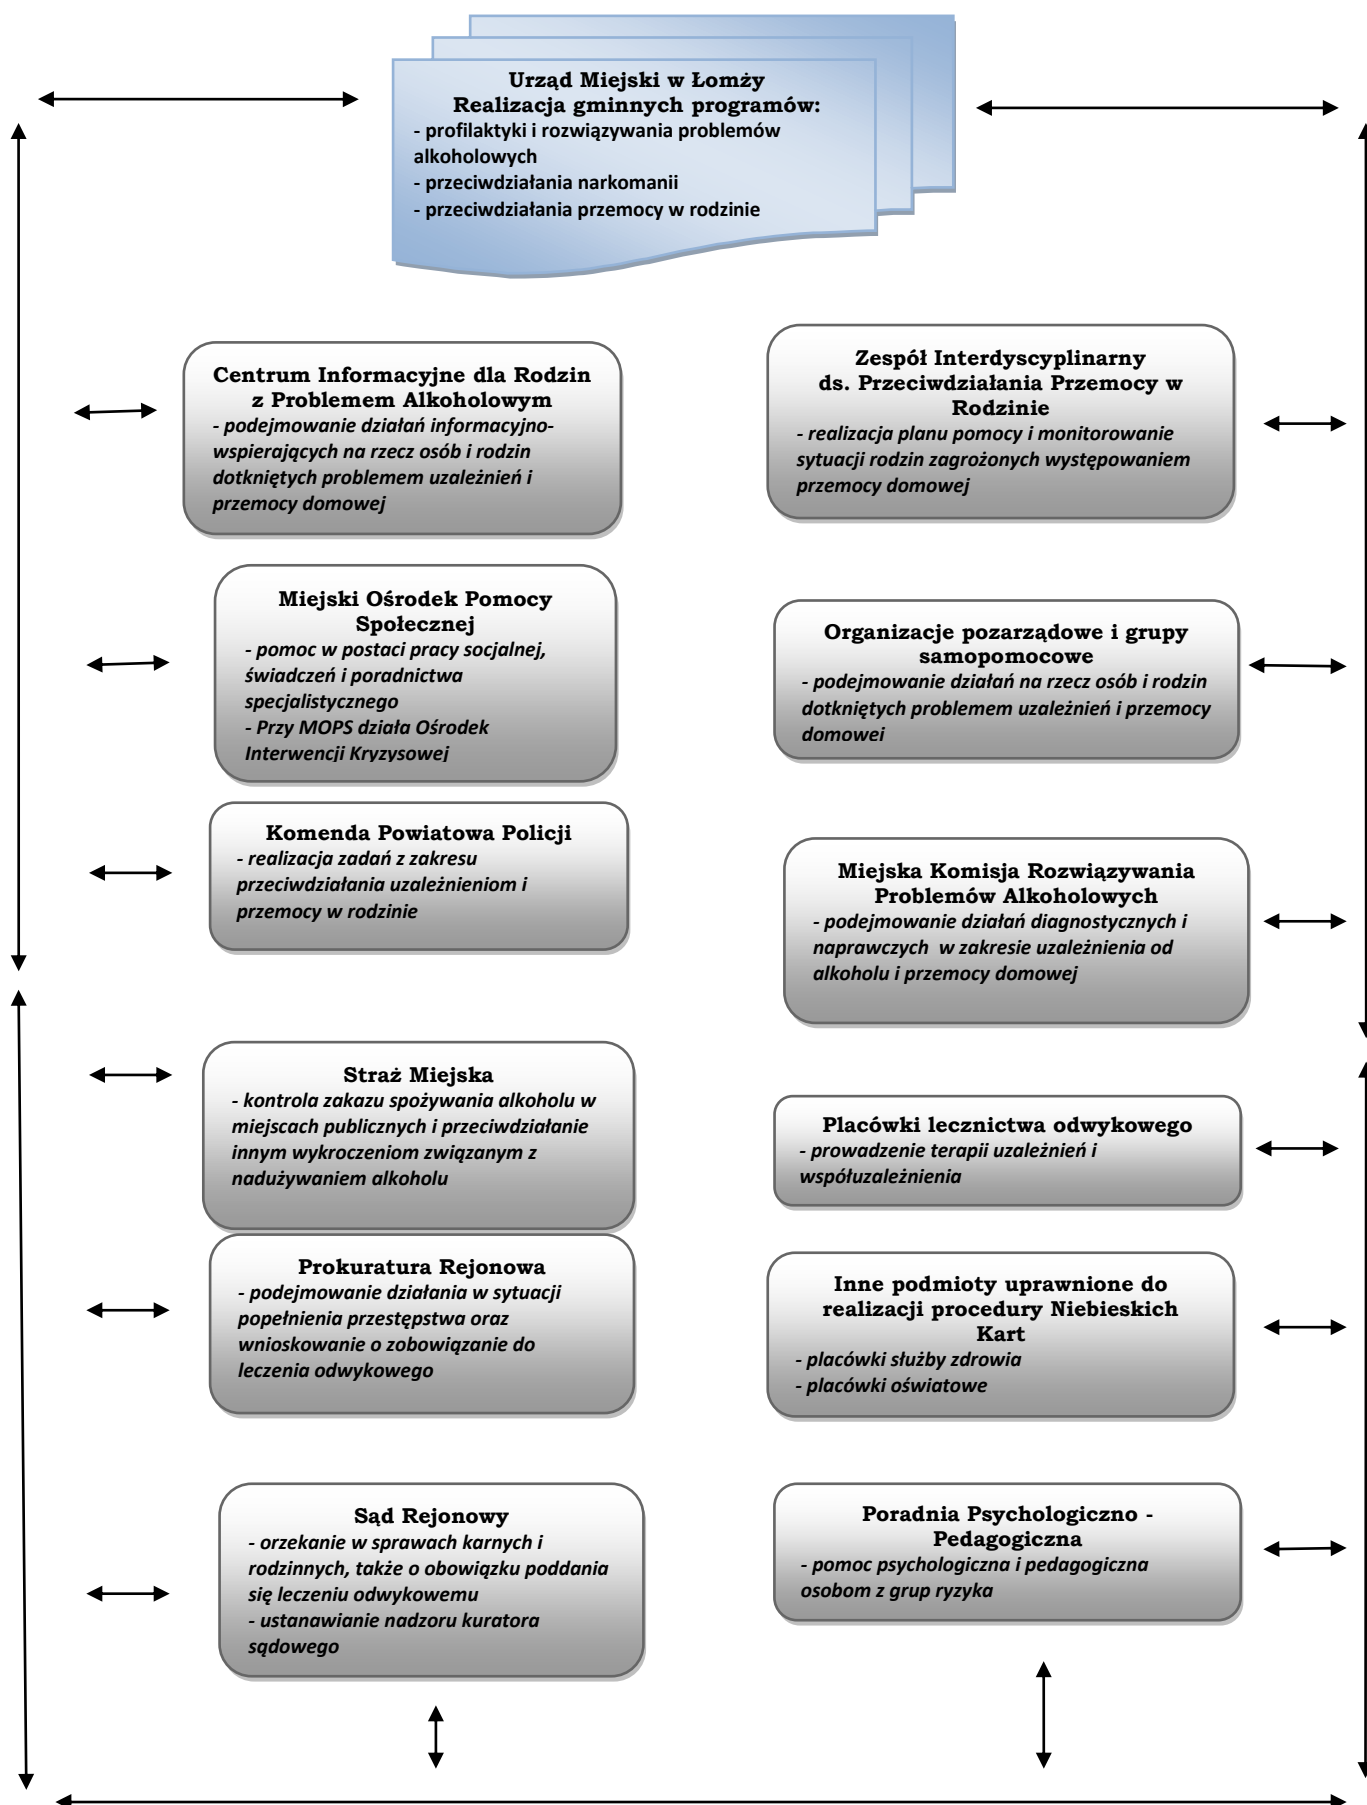 Urząd Miejski w Łomży
Realizacja gminnych programów:
- profilaktyki i rozwiązywania problemów
alkoholowych
- przeciwdziałania narkomanii
- przeciwdziałania przemocy w rodzinie
Centrum Informacyjne dla Rodzin
z Problemem Alkoholowym
- podejmowanie działań informacyjno-
wspierających na rzecz osób i rodzin
dotkniętych problemem uzależnień i
przemocy domowej
Zespół Interdyscyplinarny
ds. Przeciwdziałania Przemocy w
Rodzinie
- realizacja planu pomocy i monitorowanie
sytuacji rodzin zagrożonych występowaniem
przemocy domowej
Miejski Ośrodek Pomocy
Społecznej
- pomoc w postaci pracy socjalnej,
świadczeń i poradnictwa
specjalistycznego
- Przy MOPS działa Ośrodek
Interwencji Kryzysowej
Organizacje pozarządowe i grupy
samopomocowe
- podejmowanie działań na rzecz osób i rodzin
dotkniętych problemem uzależnień i przemocy
domowej
Komenda Powiatowa Policji
- realizacja zadań z zakresu
przeciwdziałania uzależnieniom i
przemocy w rodzinie
Miejska Komisja Rozwiązywania
Problemów Alkoholowych
- podejmowanie działań diagnostycznych i
naprawczych w zakresie uzależnienia od
alkoholu i przemocy domowej
Straż Miejska
- kontrola zakazu spożywania alkoholu w
miejscach publicznych i przeciwdziałanie
innym wykroczeniom związanym z
nadużywaniem alkoholu
Placówki lecznictwa odwykowego
- prowadzenie terapii uzależnień i
współuzależnienia
Prokuratura Rejonowa
- podejmowanie działania w sytuacji
popełnienia przestępstwa oraz
wnioskowanie o zobowiązanie do
leczenia odwykowego
Inne podmioty uprawnione do
realizacji procedury Niebieskich
Kart
- placówki służby zdrowia
- placówki oświatowe
Sąd Rejonowy
- orzekanie w sprawach karnych i
rodzinnych, także o obowiązku poddania
się leczeniu odwykowemu
- ustanawianie nadzoru kuratora
sądowego
Poradnia Psychologiczno -
Pedagogiczna
- pomoc psychologiczna i pedagogiczna
osobom z grup ryzyka